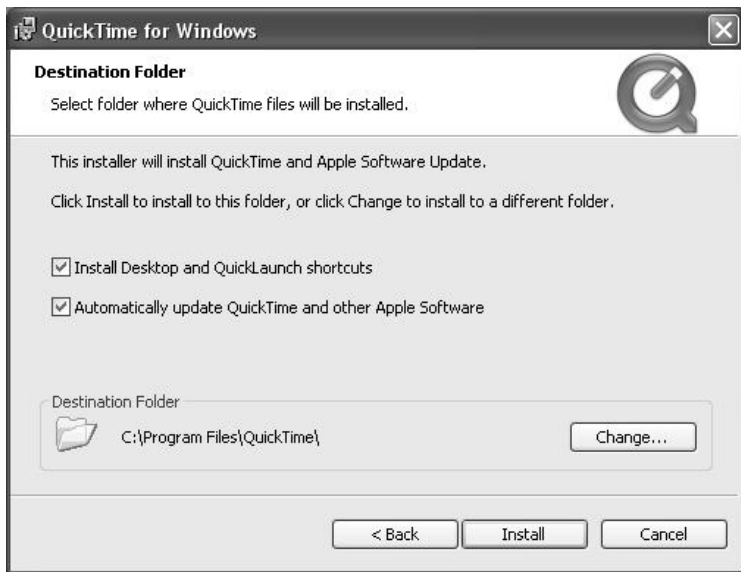 QuickTime for Windows
Destination Folder
Select folder where QuickTime files will be installed.
This installer will install QuickTime and Apple Software Update.
Click Install to install to this folder, or click Change to install to a different folder.
Install Desktop and QuickLaunch shortcuts
Automatically update QuickTime and other Apple Software
Destination Folder
C:\Program Files\QuickTime\
Change...
< Back
Install
Cancel